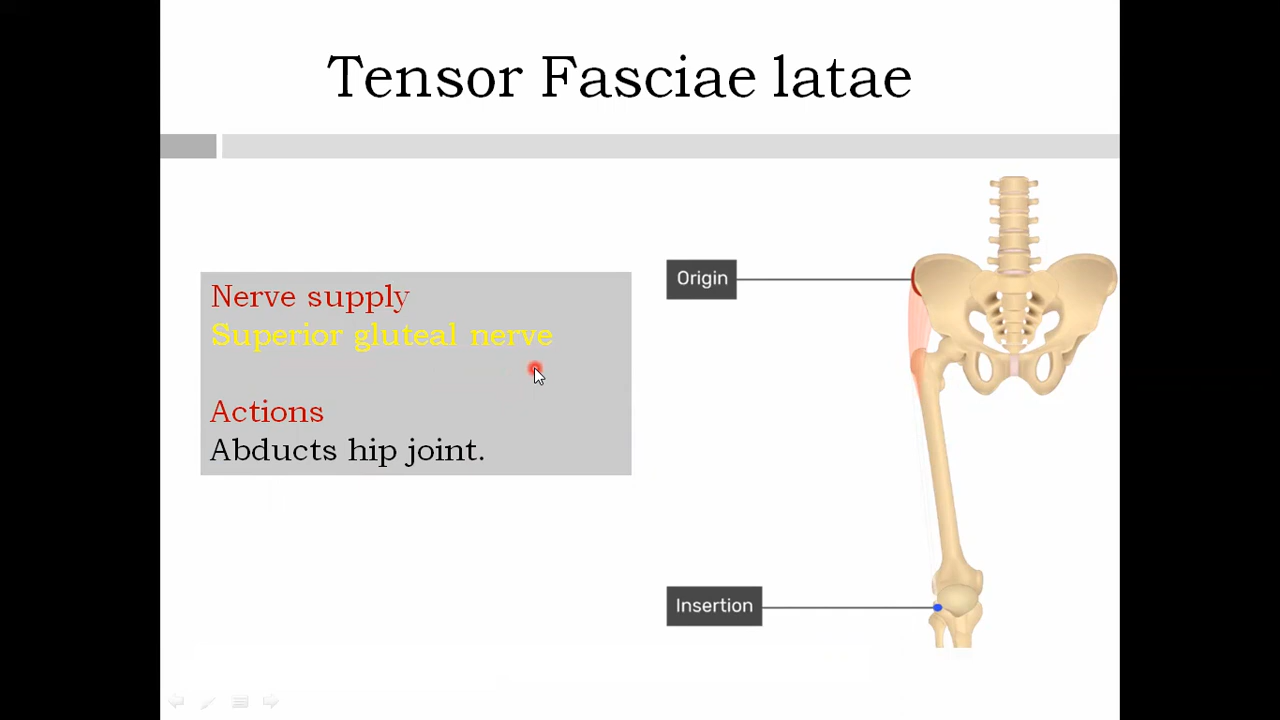 Tensor Fasciae latae
Nerve supply
Superior gluteal nerve
Actions
Abducts hip joint.
Origin
Insertion